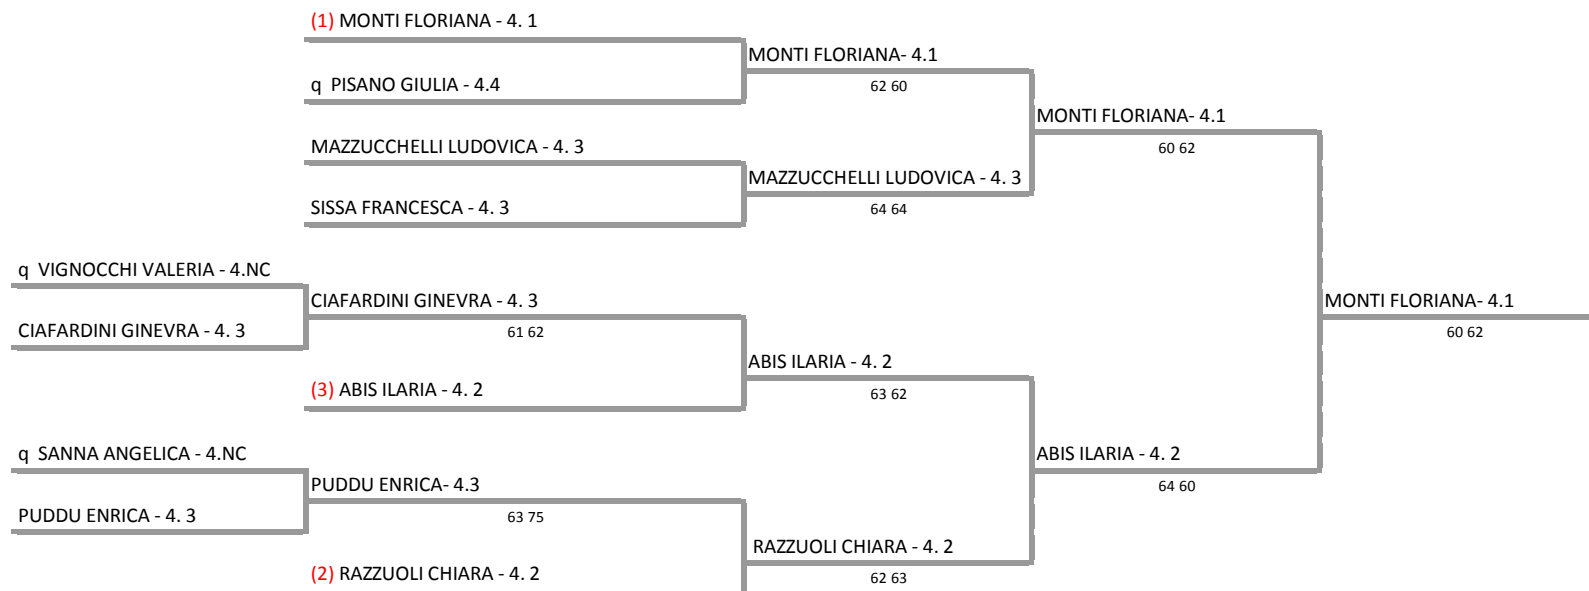 (1) MONTI FLORIANA - 4. 1
MONTI FLORIANA- 4.1
q PISANO GIULIA - 4.4
62 60
MONTI FLORIANA- 4.1
MAZZUCCHELLI LUDOVICA - 4. 3
60 62
MAZZUCCHELLI LUDOVICA - 4. 3
SISSA FRANCESCA - 4. 3
64 64
q VIGNOCCHI VALERIA - 4.NC
CIAFARDINI GINEVRA - 4. 3
MONTI FLORIANA- 4.1
CIAFARDINI GINEVRA - 4. 3
61 62
60 62
ABIS ILARIA - 4. 2
(3) ABIS ILARIA - 4. 2
63 62
q SANNA ANGELICA - 4.NC
ABIS ILARIA - 4. 2
PUDDU ENRICA- 4.3
64 60
PUDDU ENRICA - 4. 3
63 75
RAZZUOLI CHIARA - 4. 2
(2) RAZZUOLI CHIARA - 4. 2
62 63